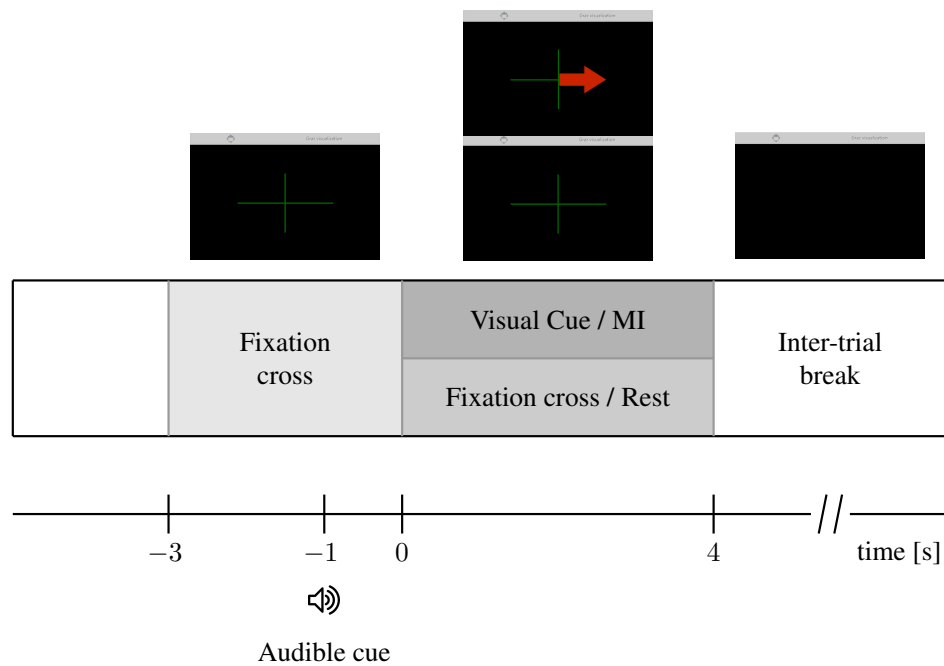 Fixation
cross
Visual Cue / MI
Fixation cross / Rest
Inter-trial
break
−3
−1
0
4
time [s]
Audible cue